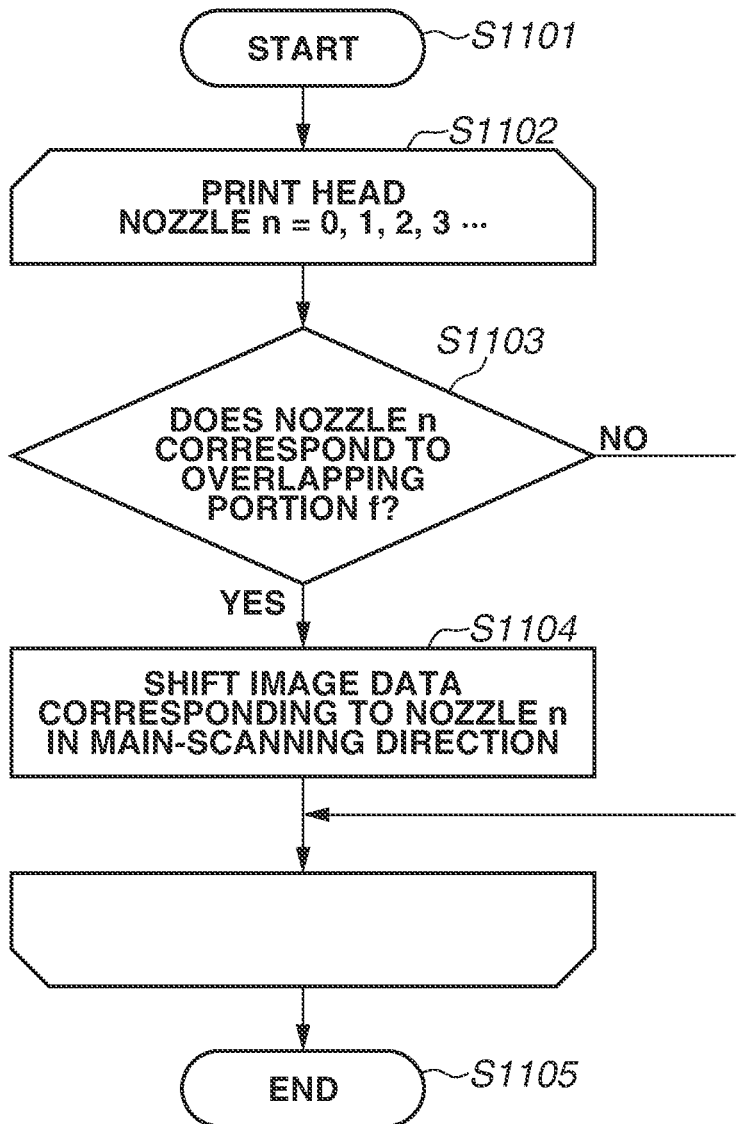 START
S1101
S1102
PRINT HEAD
NOZZLE n = 0, 1, 2, 3 ···
S1103
DOES NOZZLE n
CORRESPOND TO
OVERLAPPING
PORTION f?
NO
YES
S1104
SHIFT IMAGE DATA
CORRESPONDING TO NOZZLE n
IN MAIN-SCANNING DIRECTION
END
S1105